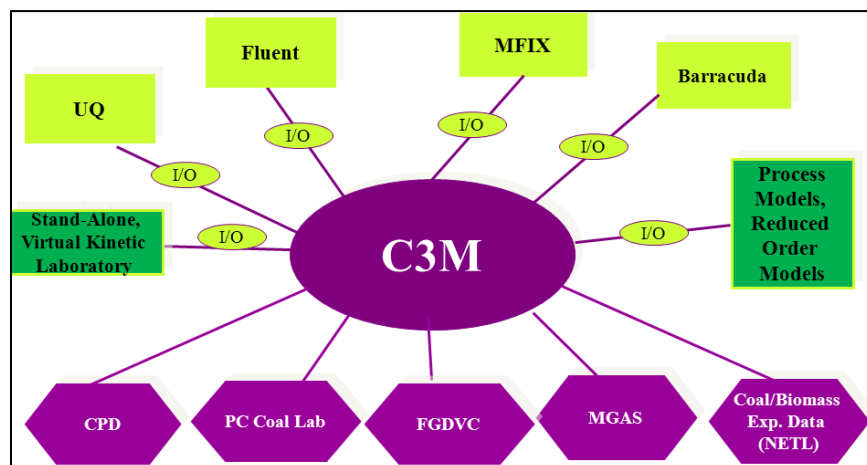 Fluent
MFIX
Barracuda
UQ
I/O
I/O
I/O
I/O
I/O
I/O
Stand-Alone,
Virtual Kinetic
Laboratory
Process
Models,
Reduced
Order
Models
C3M
CPD
PC Coal Lab
FGDVC
MGAS
Coal/Biomass
Exp. Data
(NETL)